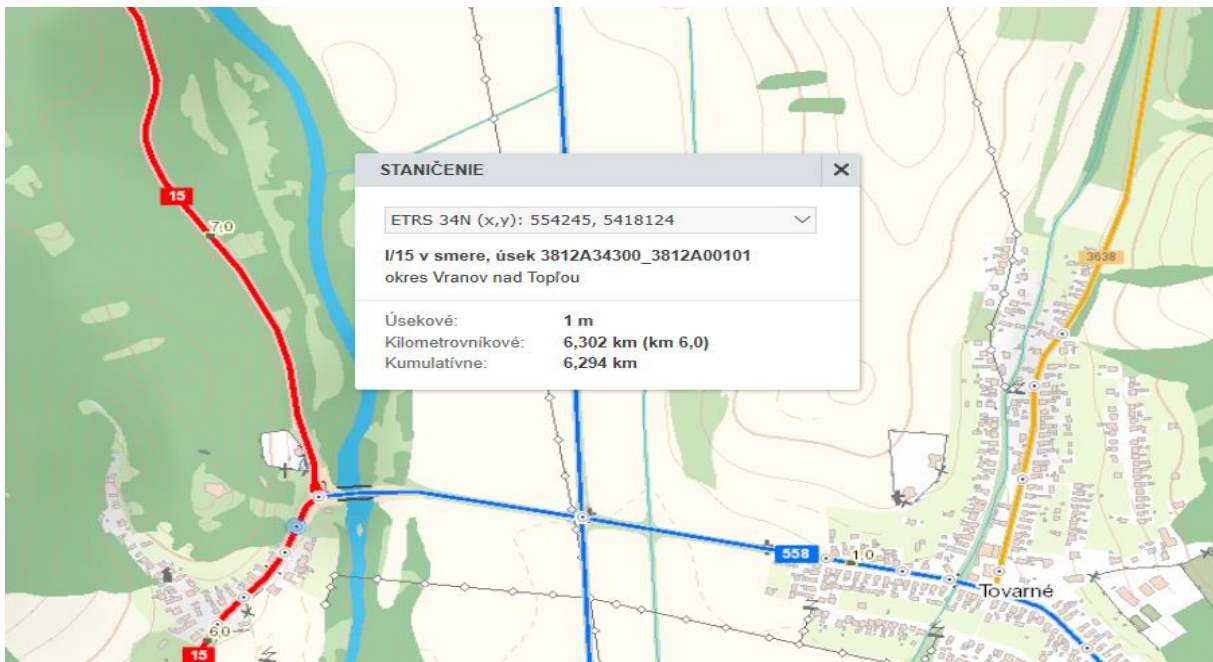 15
7,0
STANIČENIE
ETRS 34N (x,y): 554245, 5418124
I/15 v smere, úsek 3812A34300_3812A00101
okres Vranov nad Topľou
Úsekové: 1 m
Kilometrovníkové: 6,302 km (km 6,0)
Kumulatívne: 6,294 km
3638
558
1,0
Tovarné
6,0
15